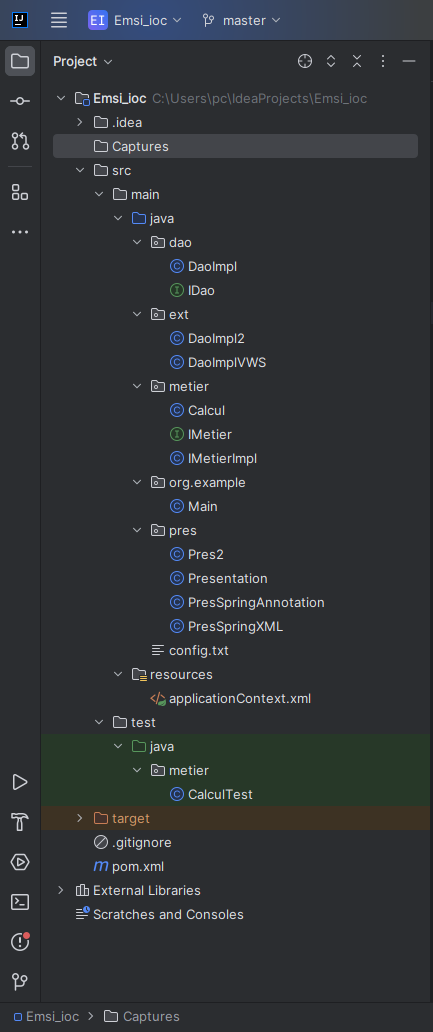 IJ EI Emsi_ioc master
Project
Emsi_ioc C:\Users\pc\IdeaProjects\Emsi_ioc
.idea
Captures
src
main
java
dao
C DaoImpl
I IDao
ext
C DaoImpl2
C DaoImplVWS
metier
C Calcul
I IMetier
C IMetierImpl
org.example
C Main
pres
C Pres2
C Presentation
C PresSpringAnnotation
C PresSpringXML
config.txt
resources
applicationContext.xml
test
java
metier
C CalculTest
target
.gitignore
m pom.xml
External Libraries
Scratches and Consoles
Emsi_ioc Captures